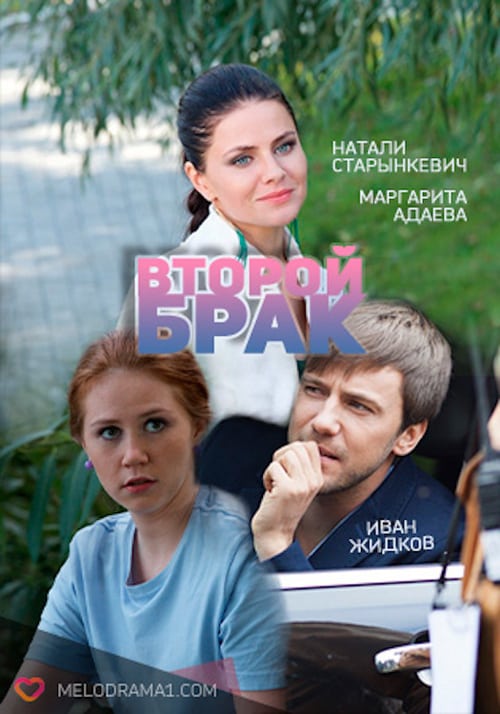 НАТАЛИ
СТАРЫНКЕВИЧ
МАРГАРИТА
АДАЕВА
ВТОРОЙ
БРАК
ИВАН
ЖИДКОВ
MELODRAMA1.COM